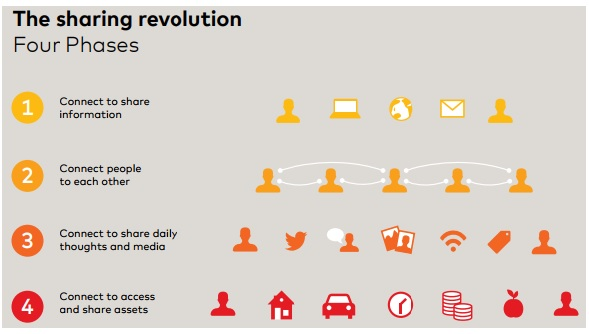 The sharing revolution
Four Phases
1
Connect to share
information
2
Connect people
to each other
3
Connect to share daily
thoughts and media
4
Connect to access
and share assets